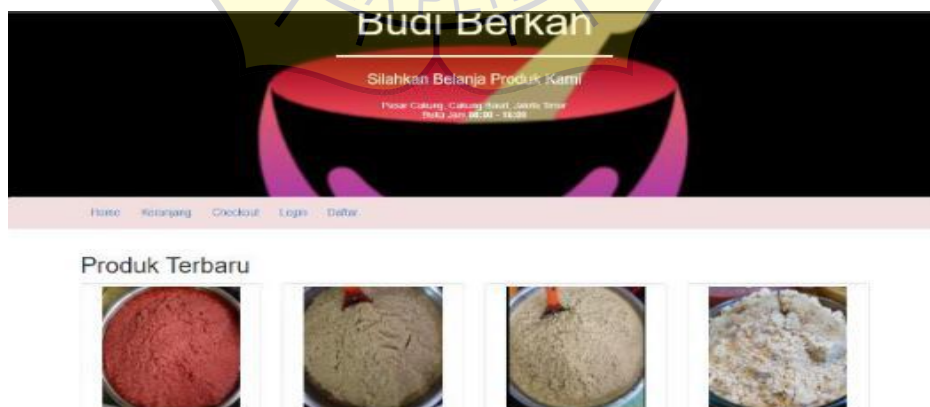 Budi Berkah
Silahkan Belanja Produk Kami
Pasar Cakung, Cakung Barat, Jakarta Timur
Buka Jam 08:00 - 16:00
Home Keranjang Checkout Login Daftar
Produk Terbaru